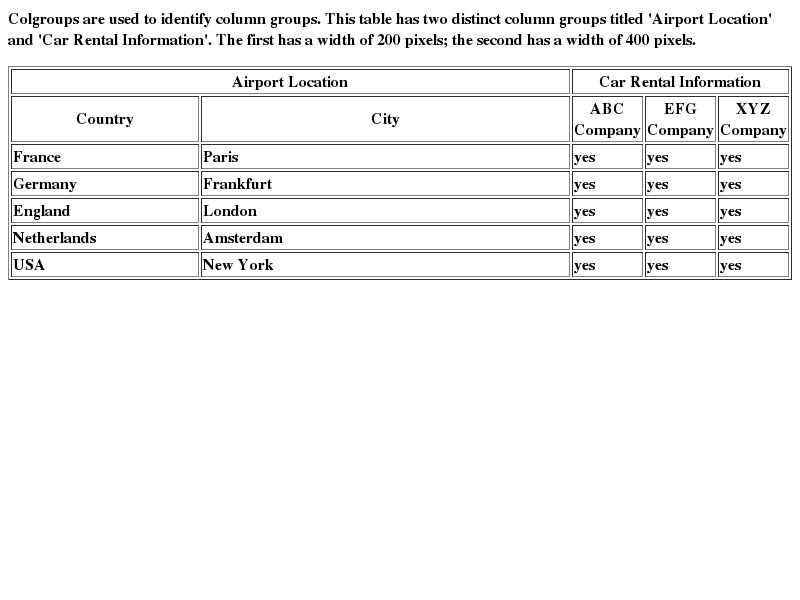 Colgroups are used to identify column groups. This table has two distinct column groups titled 'Airport Location'
and 'Car Rental Information'. The first has a width of 200 pixels; the second has a width of 400 pixels.
Airport Location Car Rental Information
Country City ABC Company EFG Company XYZ Company
France Paris yes yes yes
Germany Frankfurt yes yes yes
England London yes yes yes
Netherlands Amsterdam yes yes yes
USA New York yes yes yes